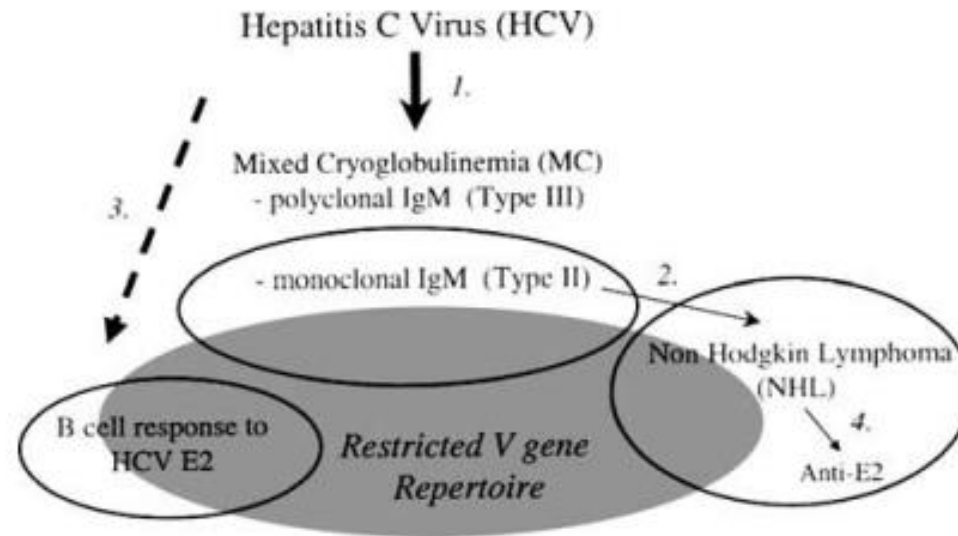 Hepatitis C Virus (HCV)
1.
Mixed Cryoglobulinemia (MC)
- polyclonal IgM (Type III)
3.
- monoclonal IgM (Type II)
2.
Non Hodgkin Lymphoma
(NHL)
4.
Anti-E2
B cell response to
HCV E2
Restricted V gene
Repertoire